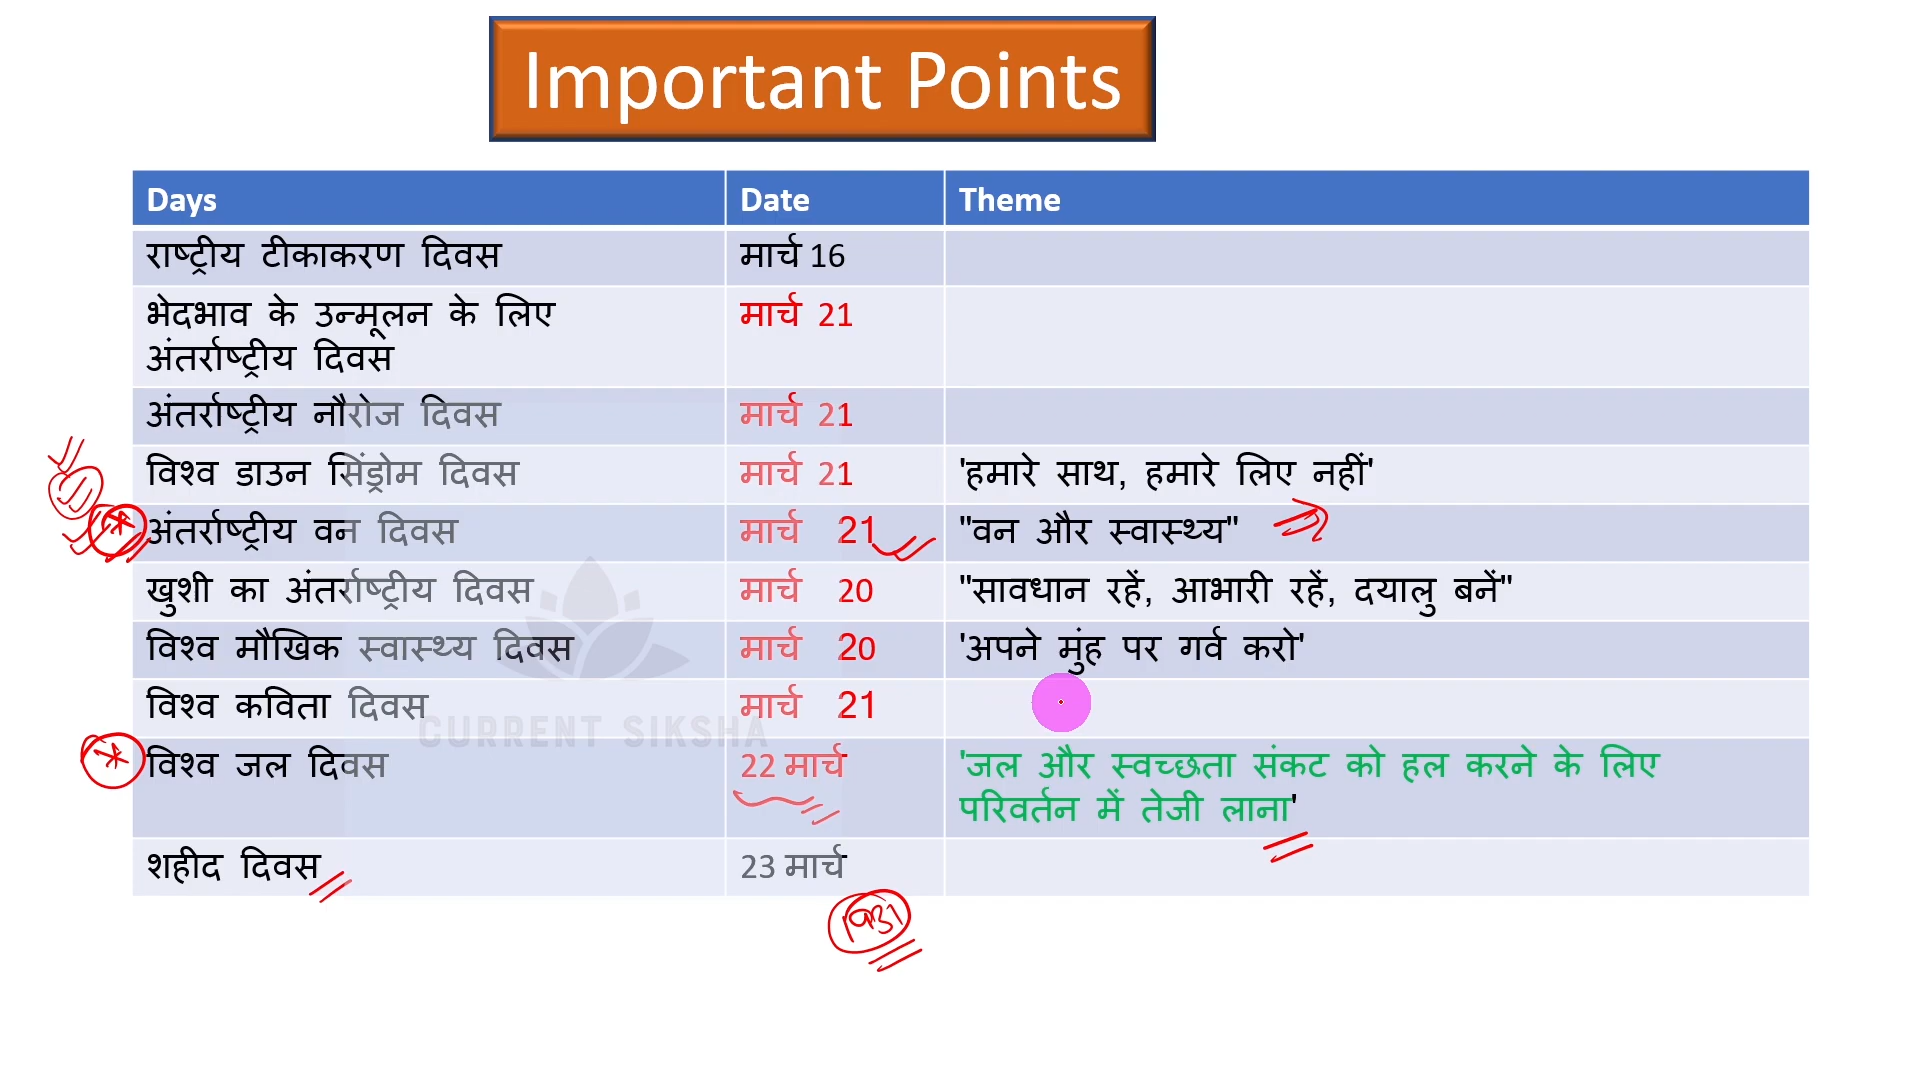 Important Points
Days Date Theme
राष्ट्रीय टीकाकरण दिवस मार्च 16
भेदभाव के उन्मूलन के लिए मार्च 21
अंतर्राष्ट्रीय दिवस
अंतर्राष्ट्रीय नौरोज दिवस मार्च 21
विश्व डाउन सिंड्रोम दिवस मार्च 21 'हमारे साथ, हमारे लिए नहीं'
अंतर्राष्ट्रीय वन दिवस मार्च 21 "वन और स्वास्थ्य"
खुशी का अंतर्राष्ट्रीय दिवस मार्च 20 "सावधान रहें, आभारी रहें, दयालु बनें"
विश्व मौखिक स्वास्थ्य दिवस मार्च 20 'अपने मुंह पर गर्व करो'
विश्व कविता दिवस मार्च 21
CURRENT SIKSHA
विश्व जल दिवस 22 मार्च 'जल और स्वच्छता संकट को हल करने के लिए
परिवर्तन में तेजी लाना'
शहीद दिवस 23 मार्च
1931